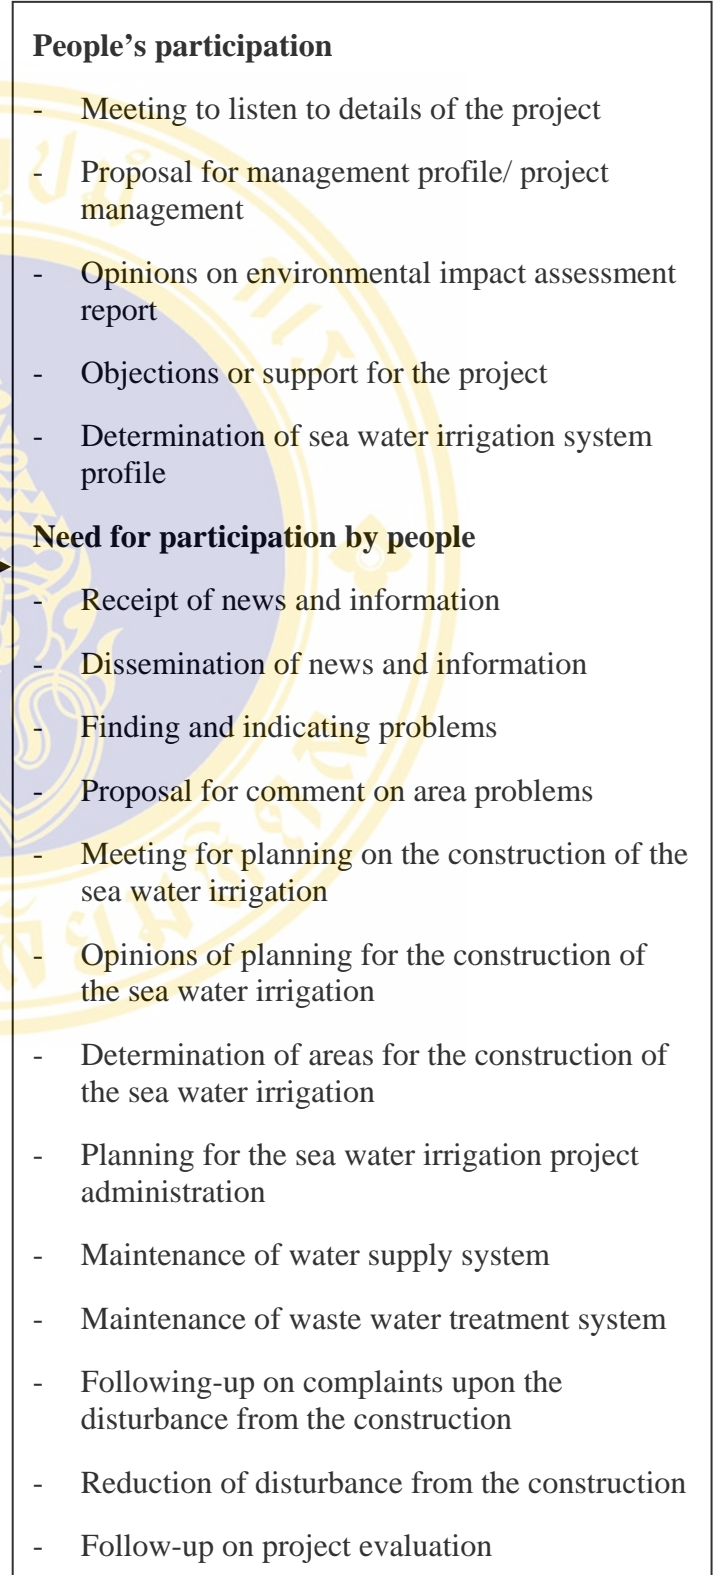 People’s participation
- Meeting to listen to details of the project
- Proposal for management profile/ project
management
- Opinions on environmental impact assessment
report
- Objections or support for the project
- Determination of sea water irrigation system
profile
Need for participation by people
- Receipt of news and information
- Dissemination of news and information
- Finding and indicating problems
- Proposal for comment on area problems
- Meeting for planning on the construction of the
sea water irrigation
- Opinions of planning for the construction of
the sea water irrigation
- Determination of areas for the construction of
the sea water irrigation
- Planning for the sea water irrigation project
administration
- Maintenance of water supply system
- Maintenance of waste water treatment system
- Following-up on complaints upon the
disturbance from the construction
- Reduction of disturbance from the construction
- Follow-up on project evaluation